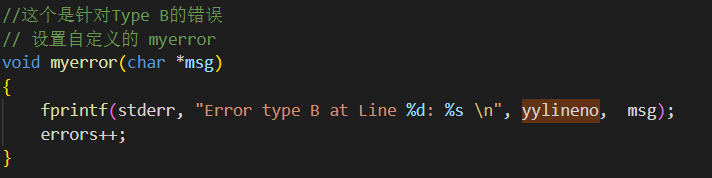 //这个是针对Type B的错误
// 设置自定义的 myerror
void myerror(char *msg)
{
    fprintf(stderr, "Error type B at Line %d: %s \n", yylineno,  msg);
    errors++;
}